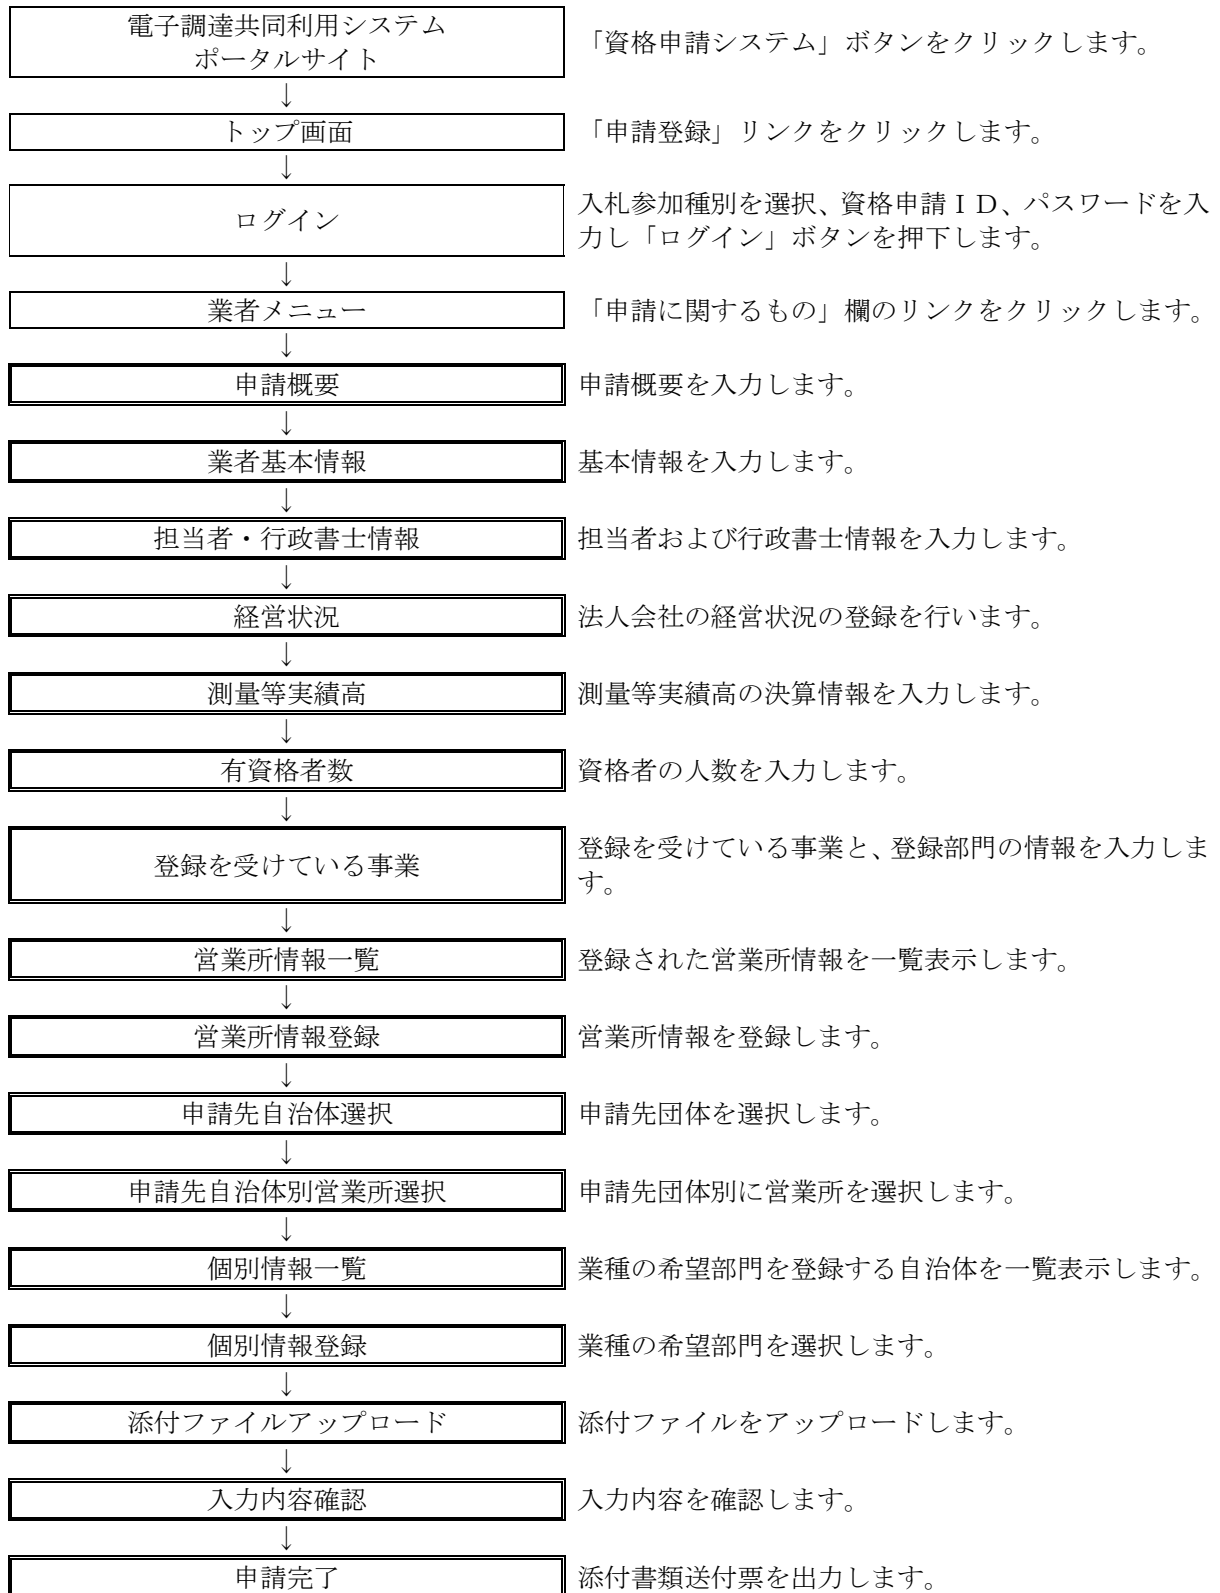 電子調達共同利用システム
ポータルサイト
「資格申請システム」ボタンをクリックします。
↓
トップ画面
「申請登録」リンクをクリックします。
↓
ログイン
入札参加種別を選択、資格申請ＩＤ、パスワードを入
力し「ログイン」ボタンを押下します。
↓
業者メニュー
「申請に関するもの」欄のリンクをクリックします。
↓
申請概要
申請概要を入力します。
↓
業者基本情報
基本情報を入力します。
↓
担当者・行政書士情報
担当者および行政書士情報を入力します。
↓
経営状況
法人会社の経営状況の登録を行います。
↓
測量等実績高
測量等実績高の決算情報を入力します。
↓
有資格者数
資格者の人数を入力します。
↓
登録を受けている事業
登録を受けている事業と、登録部門の情報を入力しま
す。
↓
営業所情報一覧
登録された営業所情報を一覧表示します。
↓
営業所情報登録
営業所情報を登録します。
↓
申請先自治体選択
申請先団体を選択します。
↓
申請先自治体別営業所選択
申請先団体別に営業所を選択します。
↓
個別情報一覧
業種の希望部門を登録する自治体を一覧表示します。
↓
個別情報登録
業種の希望部門を選択します。
↓
添付ファイルアップロード
添付ファイルをアップロードします。
↓
入力内容確認
入力内容を確認します。
↓
申請完了
添付書類送付票を出力します。